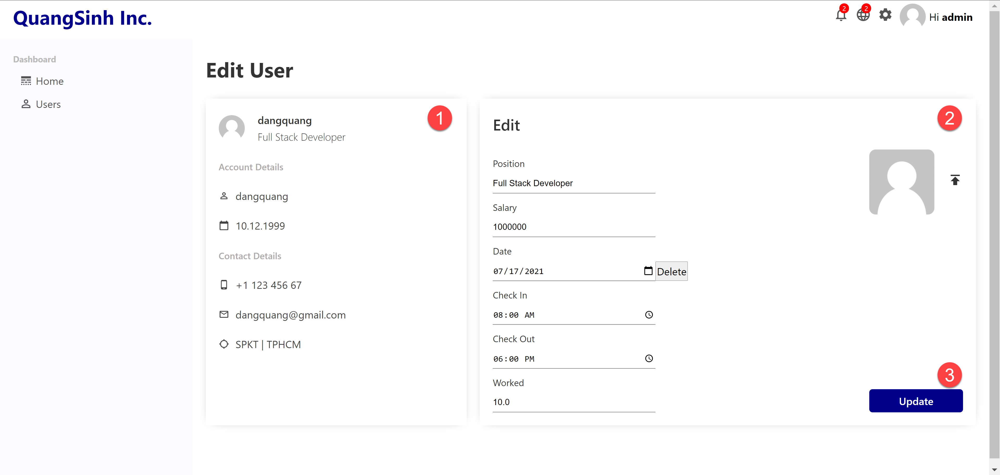 QuangSinh Inc.
2
2
Hi admin
Dashboard
Home
Users
Edit User
1
dangquang
Full Stack Developer
Account Details
dangquang
10.12.1999
Contact Details
+1 123 456 67
dangquang@gmail.com
SPKT | TPHCM
2
Edit
Position
Full Stack Developer
Salary
1000000
Date
07/17/2021
Delete
Check In
08:00 AM
Check Out
06:00 PM
Worked
10.0
3
Update